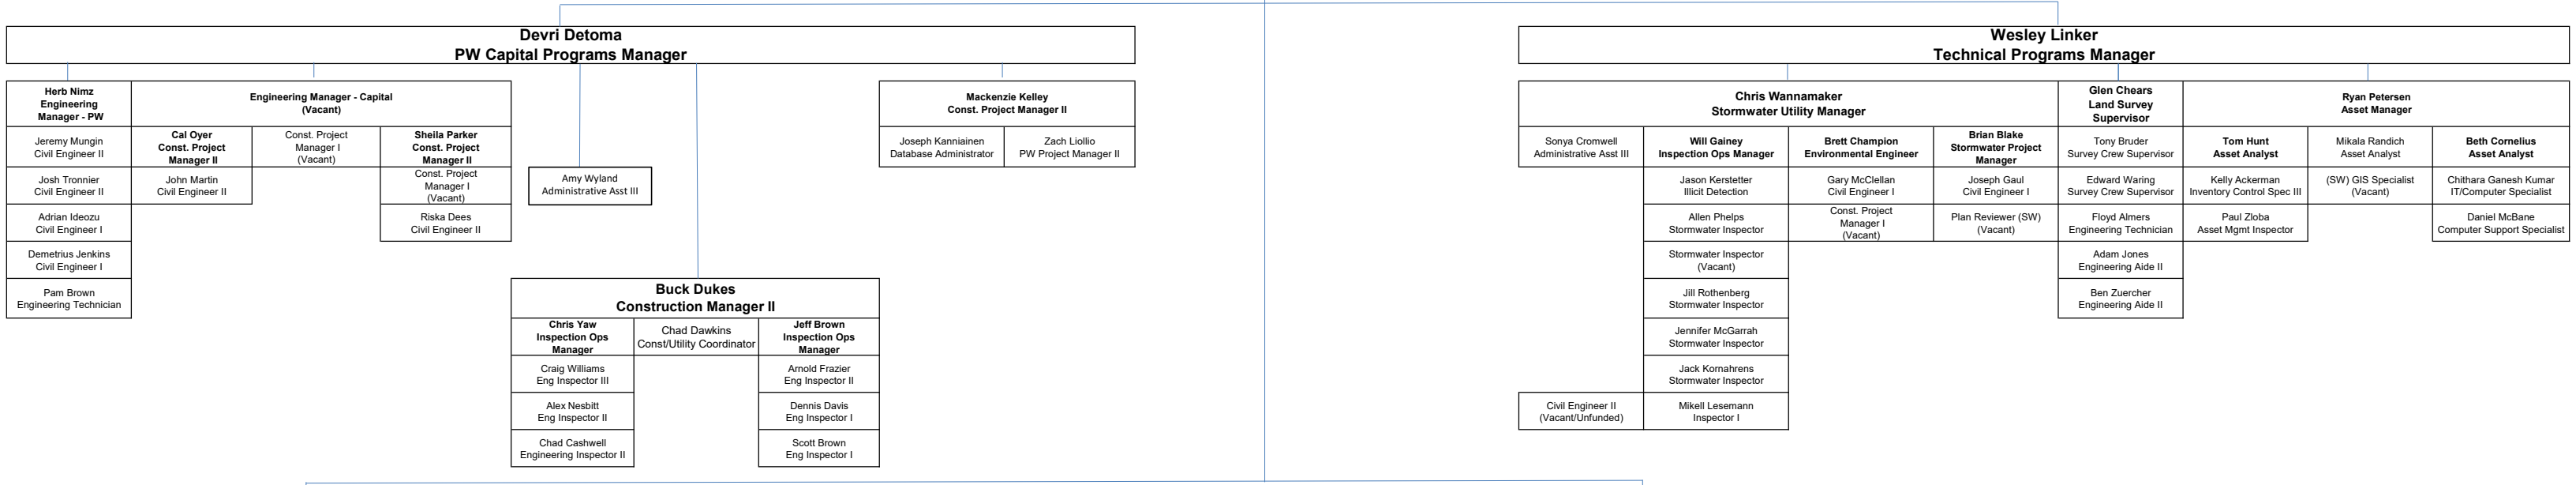 Devri Detoma
PW Capital Programs Manager
Herb Nimz
Engineering
Manager - PW
Jeremy Mungin
Civil Engineer II
Josh Tronnier
Civil Engineer II
Adrian Ideozu
Civil Engineer I
Demetrius Jenkins
Civil Engineer I
Pam Brown
Engineering Technician
Engineering Manager - Capital
(Vacant)
Cal Oyer
Const. Project
Manager II
John Martin
Civil Engineer II
Const. Project
Manager I
(Vacant)
Sheila Parker
Const. Project
Manager II
Const. Project
Manager I
(Vacant)
Riska Dees
Civil Engineer II
Amy Wyland
Administrative Asst III
Buck Dukes
Construction Manager II
Chris Yaw
Inspection Ops
Manager
Craig Williams
Eng Inspector III
Alex Nesbitt
Eng Inspector II
Chad Cashwell
Engineering Inspector II
Chad Dawkins
Const/Utility Coordinator
Jeff Brown
Inspection Ops
Manager
Arnold Frazier
Eng Inspector II
Dennis Davis
Eng Inspector I
Scott Brown
Eng Inspector I
Mackenzie Kelley
Const. Project Manager II
Joseph Kanniainen
Database Administrator
Zach Liollio
PW Project Manager II
Wesley Linker
Technical Programs Manager
Chris Wannamaker
Stormwater Utility Manager
Sonya Cromwell
Administrative Asst III
Civil Engineer II
(Vacant/Unfunded)
Will Gainey
Inspection Ops Manager
Jason Kerstetter
Illicit Detection
Allen Phelps
Stormwater Inspector
Stormwater Inspector
(Vacant)
Jill Rothenberg
Stormwater Inspector
Jennifer McGarrah
Stormwater Inspector
Jack Kornahrens
Stormwater Inspector
Mikell Lesemann
Inspector I
Brett Champion
Environmental Engineer
Gary McClellan
Civil Engineer I
Const. Project
Manager I
(Vacant)
Brian Blake
Stormwater Project
Manager
Joseph Gaul
Civil Engineer I
Plan Reviewer (SW)
(Vacant)
Glen Chears
Land Survey
Supervisor
Tony Bruder
Survey Crew Supervisor
Edward Waring
Survey Crew Supervisor
Floyd Almers
Engineering Technician
Adam Jones
Engineering Aide II
Ben Zuercher
Engineering Aide II
Ryan Petersen
Asset Manager
Tom Hunt
Asset Analyst
Kelly Ackerman
Inventory Control Spec III
Paul Zloba
Asset Mgmt Inspector
Mikala Randich
Asset Analyst
(SW) GIS Specialist
(Vacant)
Beth Cornelius
Asset Analyst
Chithara Ganesh Kumar
IT/Computer Specialist
Daniel McBane
Computer Support Specialist